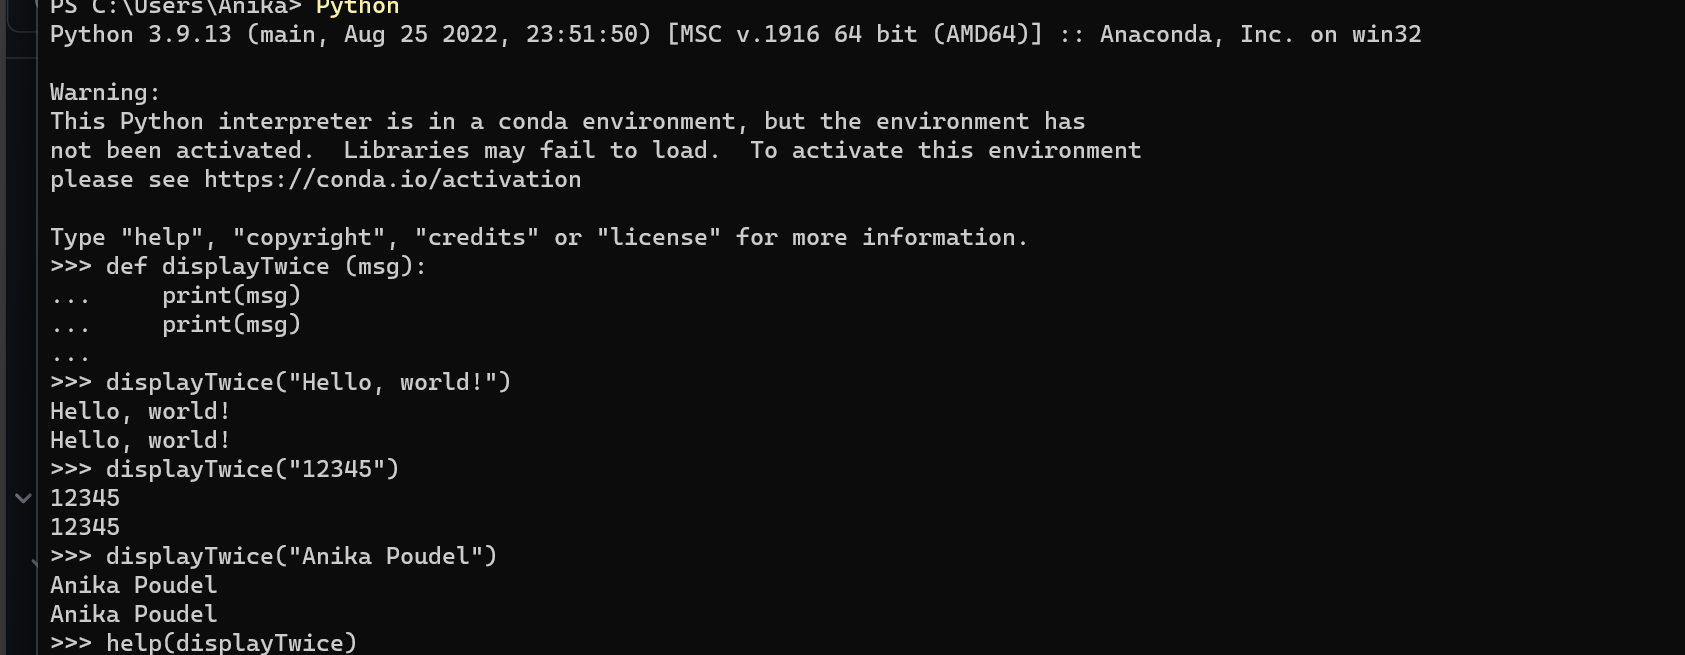 PS C:\Users\Anika> Python
Python 3.9.13 (main, Aug 25 2022, 23:51:50) [MSC v.1916 64 bit (AMD64)] :: Anaconda, Inc. on win32

Warning:
This Python interpreter is in a conda environment, but the environment has
not been activated.  Libraries may fail to load.  To activate this environment
please see https://conda.io/activation

Type "help", "copyright", "credits" or "license" for more information.
>>> def displayTwice (msg):
...     print(msg)
...     print(msg)
...
>>> displayTwice("Hello, world!")
Hello, world!
Hello, world!
>>> displayTwice("12345")
12345
12345
>>> displayTwice("Anika Poudel")
Anika Poudel
Anika Poudel
>>> help(displayTwice)